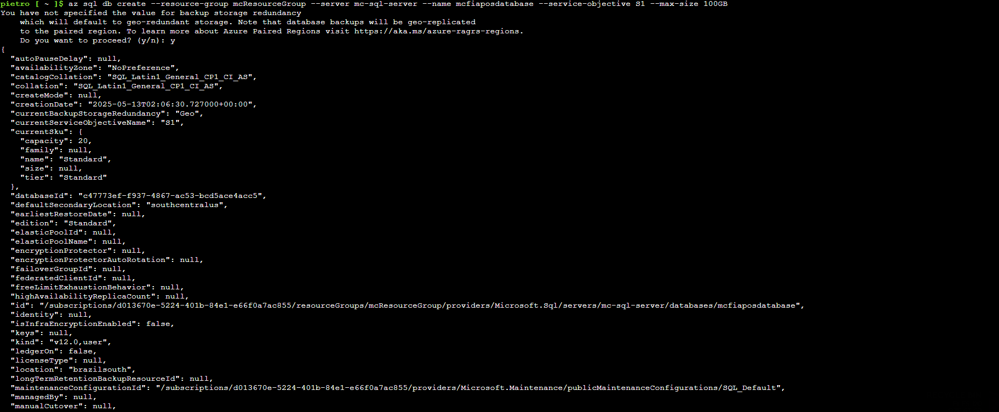 pietro [ ~ ]$ az sql db create --resource-group mcResourceGroup --server mc-sql-server --name mcfiaposdatabase --service-objective S1 --max-size 100GB
You have not specified the value for backup storage redundancy
    which will default to geo-redundant storage. Note that database backups will be geo-replicated
    to the paired region. To learn more about Azure Paired Regions visit https://aka.ms/azure-ragrs-regions.
    Do you want to proceed? (y/n): y
{
  "autoPauseDelay": null,
  "availabilityZone": "NoPreference",
  "catalogCollation": "SQL_Latin1_General_CP1_CI_AS",
  "collation": "SQL_Latin1_General_CP1_CI_AS",
  "createMode": null,
  "creationDate": "2025-05-13T02:06:30.727000+00:00",
  "currentBackupStorageRedundancy": "Geo",
  "currentServiceObjectiveName": "S1",
  "currentSku": {
    "capacity": 20,
    "family": null,
    "name": "Standard",
    "size": null,
    "tier": "Standard"
  },
  "databaseId": "c47773ef-f937-4867-ac53-bcd5ace4acc5",
  "defaultSecondaryLocation": "southcentralus",
  "earliestRestoreDate": null,
  "edition": "Standard",
  "elasticPoolId": null,
  "elasticPoolName": null,
  "encryptionProtector": null,
  "encryptionProtectorAutoRotation": null,
  "failoverGroupId": null,
  "federatedClientId": null,
  "freeLimitExhaustionBehavior": null,
  "highAvailabilityReplicaCount": null,
  "id": "/subscriptions/d013670e-5224-401b-84e1-e66f0a7ac855/resourceGroups/mcResourceGroup/providers/Microsoft.Sql/servers/mc-sql-server/databases/mcfiaposdatabase",
  "identity": null,
  "isInfraEncryptionEnabled": false,
  "keys": null,
  "kind": "v12.0,user",
  "ledgerOn": false,
  "licenseType": null,
  "location": "brazilsouth",
  "longTermRetentionBackupResourceId": null,
  "maintenanceConfigurationId": "/subscriptions/d013670e-5224-401b-84e1-e66f0a7ac855/providers/Microsoft.Maintenance/publicMaintenanceConfigurations/SQL_Default",
  "managedBy": null,
  "manualCutover": null,